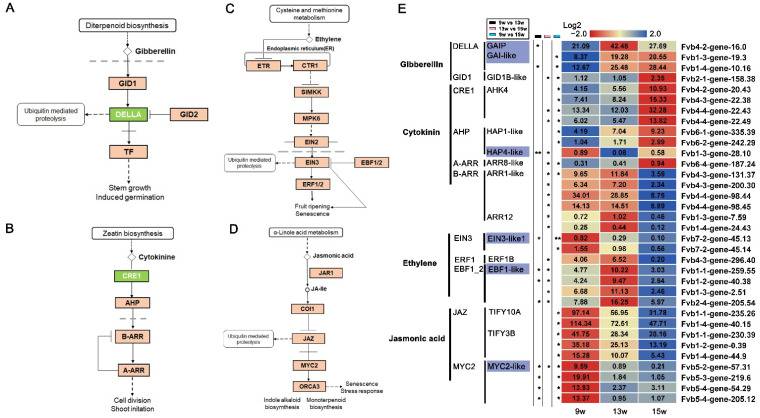 A
Diterpenoid biosynthesis
Gibberellin
GID1
Ubiquitin mediated
proteolysis
DELLA
GID2
TF
Stem growth
Induced germination
B
Zeatin biosynthesis
Cytokinine
CRE1
AHP
B-ARR
A-ARR
Cell division
Shoot initation
C
Cysteine and methionine
metabolism
Ethylene
Endoplasmic reticulum(ER)
ETR
CTR1
SIMKK
MPK6
EIN2
Ubiquitin mediated
proteolysis
EIN3
EBF1/2
ERF1/2
Fruit ripening
Senescence
D
α-Linole acid metabolism
Jasmonic acid
JAR1
JA-Ile
COI1
Ubiquitin mediated
proteolysis
JAZ
MYC2
ORCA3
Senescence
Stress response
Indole alkaloid
biosynthesis
Monoterpenoid
biosynthesis
E
9w vs 13w
13w vs 15w
9w vs 15w
Log2
−2.0 2.0
Gibberellin
DELLA GAIP * 21.09 42.48 27.69 Fvb4-2-gene-16.0
GAI-like * 8.37 19.28 20.55 Fvb1-3-gene-19.3
* * 12.67 25.48 28.44 Fvb1-4-gene-10.16
GID1 GID1B-like * 1.12 1.05 2.35 Fvb2-1-gene-158.38
Cytokinin
CRE1 AHK4 * * 4.15 5.56 10.93 Fvb4-2-gene-20.43
* * 7.41 8.24 15.33 Fvb4-3-gene-22.38
* * 13.34 12.03 32.28 Fvb4-4-gene-22.43
* * 6.02 5.47 13.82 Fvb4-4-gene-22.49
AHP HAP1-like * 4.19 7.04 9.23 Fvb6-1-gene-335.39
* 1.04 1.71 2.99 Fvb6-2-gene-242.29
HAP4-like ** * 0.89 0.08 0.58 Fvb1-3-gene-28.10
A-ARR ARR8-like * * 0.31 0.41 0.94 Fvb6-4-gene-187.24
B-ARR ARR1-like * * 9.65 11.84 3.59 Fvb4-3-gene-131.37
* 6.34 7.20 2.34 Fvb4-3-gene-200.30
* * 34.01 28.85 Fvb4-4-gene-98.44
* * 14.13 14.51 Fvb4-4-gene-98.45
ARR12 * 0.72 1.02 0.46 Fvb1-3-gene-7.59
* 0.28 0.44 0.12 Fvb1-4-gene-24.43
Ethylene
EIN3 EIN3-like1 * ** 0.82 0.29 0.10 Fvb7-2-gene-45.13
* 1.55 0.98 0.56 Fvb7-2-gene-45.14
ERF1 ERF1B * 4.06 6.52 0.20 Fvb4-3-gene-296.40
EBF1_2 EBF1-like * * 4.77 10.22 3.03 Fvb1-1-gene-259.55
* * 4.24 9.47 2.64 Fvb1-2-gene-40.38
* 6.68 11.13 2.46 Fvb1-3-gene-2.51
* * 7.88 16.25 5.97 Fvb2-4-gene-205.54
Jasmonic acid
JAZ TIFY10A * 97.14 56.95 31.78 Fvb1-1-gene-235.26
* 114.34 72.61 47.71 Fvb1-4-gene-40.15
TIFY3B * 41.75 28.34 20.16 Fvb1-1-gene-230.39
* 35.18 25.13 13.19 Fvb1-2-gene-0.39
* 15.28 10.07 5.43 Fvb1-4-gene-44.9
MYC2 MYC2-like * * 9.59 0.89 0.21 Fvb5-2-gene-57.31
* * 19.91 1.84 1.05 Fvb5-3-gene-219.6
* * 13.83 2.37 3.11 Fvb5-4-gene-54.29
* * 13.37 0.95 1.07 Fvb5-4-gene-205.12
9w 13w 15w